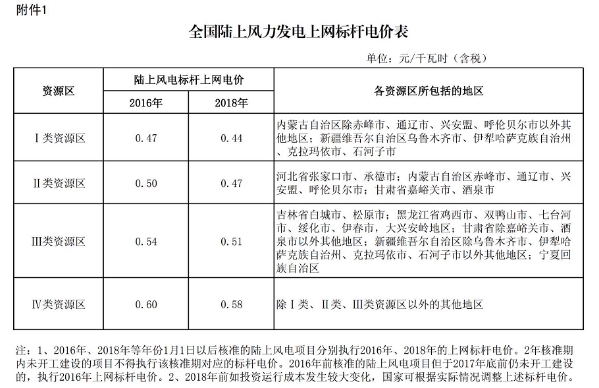 附件1
全国陆上风力发电上网标杆电价表
单位：元/千瓦时（含税）
资源区
陆上风电标杆上网电价
各资源区所包括的地区
2016年
2018年
Ⅰ类资源区
0.47
0.44
内蒙古自治区除赤峰市、通辽市、兴安盟、呼伦贝尔市以外其
他地区；新疆维吾尔自治区乌鲁木齐市、伊犁哈萨克族自治州
、克拉玛依市、石河子市
Ⅱ类资源区
0.50
0.47
河北省张家口市、承德市；内蒙古自治区赤峰市、通辽市、兴
安盟、呼伦贝尔市；甘肃省嘉峪关市、酒泉市
Ⅲ类资源区
0.54
0.51
吉林省白城市、松原市；黑龙江省鸡西市、双鸭山市、七台河
市、绥化市、伊春市，大兴安岭地区；甘肃省除嘉峪关市、酒
泉市以外其他地区；新疆维吾尔自治区除乌鲁木齐市、伊犁哈
萨克族自治州、克拉玛依市、石河子市以外其他地区；宁夏回
族自治区
Ⅳ类资源区
0.60
0.58
除Ⅰ类、Ⅱ类、Ⅲ类资源区以外的其他地区
注：1、2016年、2018年等年份1月1日以后核准的陆上风电项目分别执行2016年、2018年的上网标杆电价。2年核准期
内未开工建设的项目不得执行该核准期对应的标杆电价。2016年前核准的陆上风电项目但于2017年底前仍未开工建设
的，执行2016年上网标杆电价。2、2018年前如投资运行成本发生较大变化，国家可根据实际情况调整上述标杆电价。